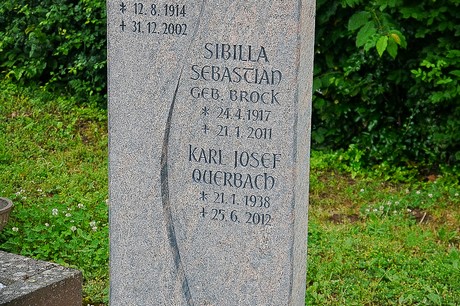 * 12.8.1914
† 31.12.2002
SIBILLA
SEBASTIAN
GEB. BROCK
* 24.4.1917
† 21.1.2011
KARL JOSEF
QUERBACH
* 21.1.1938
† 25.6.2012